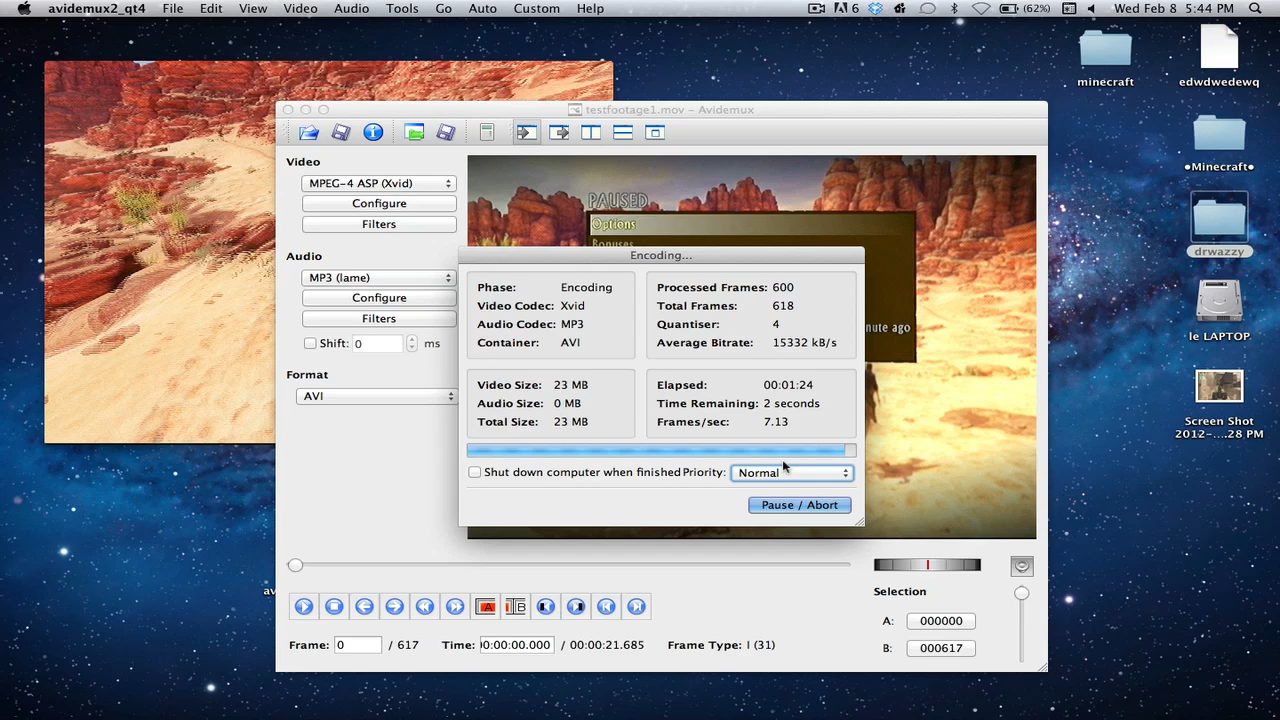 avidemux2_qt4 File Edit View Video Audio Tools Go Auto Custom Help 6 (62%) Wed Feb 8 5:44 PM
minecraft
edwdwedewq
testfootage1.mov - Avidemux
Video
MPEG-4 ASP (Xvid)
Configure
Filters
Audio
MP3 (lame)
Configure
Filters
Shift: 0 ms
Format
AVI
PAUSED
Options
Bonuses
nute ago
Encoding...
Phase: Encoding
Video Codec: Xvid
Audio Codec: MP3
Container: AVI
Processed Frames: 600
Total Frames: 618
Quantiser: 4
Average Bitrate: 15332 kB/s
Video Size: 23 MB
Audio Size: 0 MB
Total Size: 23 MB
Elapsed: 00:01:24
Time Remaining: 2 seconds
Frames/sec: 7.13
Shut down computer when finished Priority: Normal
Pause / Abort
•Minecraft•
drwazzy
le LAPTOP
Screen Shot
2012-....28 PM
av
A B
Selection
A: 000000
B: 000617
Frame: 0 / 617 Time: 00:00:00.000 / 00:00:21.685 Frame Type: I (31)